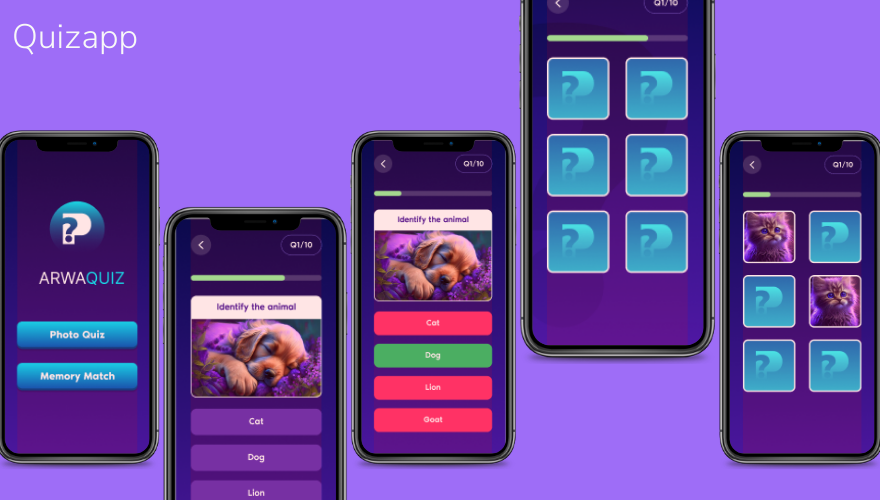 Quizapp
ARWAQUIZ
Photo Quiz
Memory Match
Q1/10
Identify the animal
Cat
Dog
Lion
Q1/10
Identify the animal
Cat
Dog
Lion
Goat
Q1/10
Q1/10